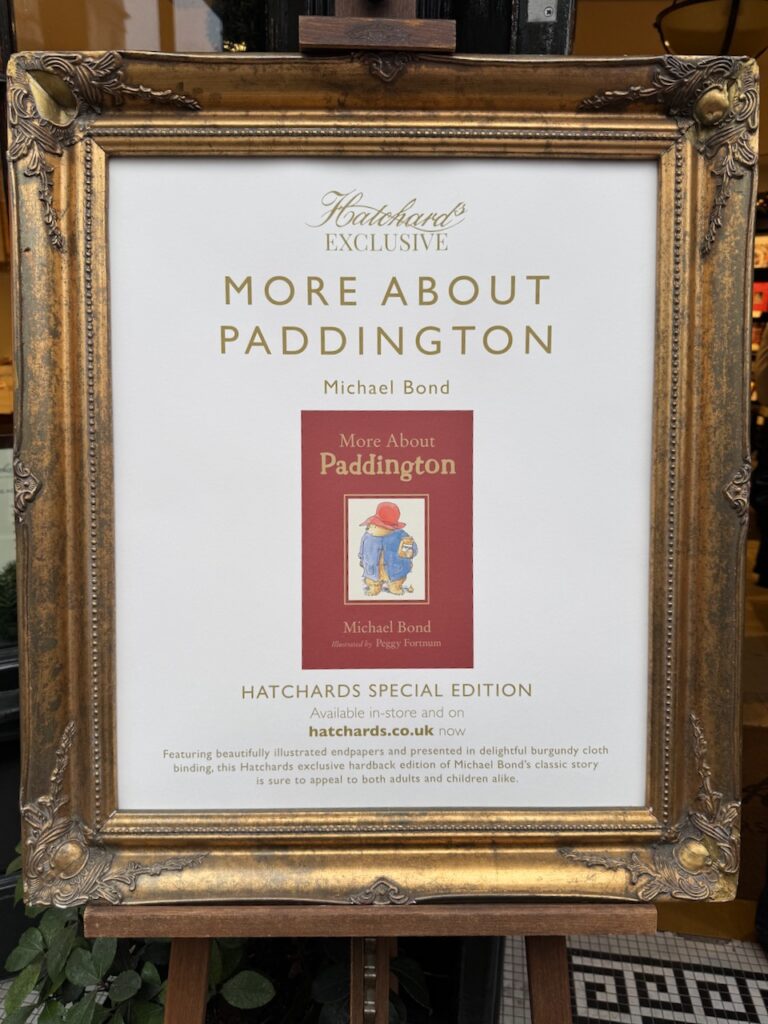 Hatchard's
EXCLUSIVE
MORE ABOUT
PADDINGTON
Michael Bond
More About
Paddington
Michael Bond
Illustrated by Peggy Fortnum
HATCHARDS SPECIAL EDITION
Available in-store and on
hatchards.co.uk now
Featuring beautifully illustrated endpapers and presented in delightful burgundy cloth
binding, this Hatchards exclusive hardback edition of Michael Bond's classic story
is sure to appeal to both adults and children alike.